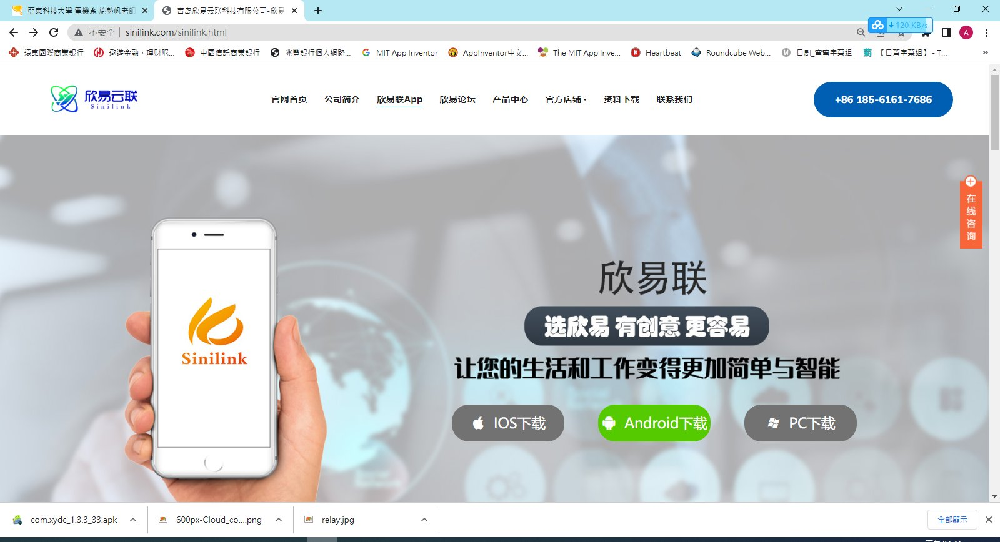 亞東科技大學 電機系 施勢帆老師
青岛欣易云联科技有限公司-欣易
120 KB/s
不安全
sinilink.com/sinilink.html
A
遠東國際商業銀行
遨遊金融、理財舵...
中國信託商業銀行
兆豐銀行個人網路...
MIT App Inventor
AppInventor中文...
The MIT App Inve...
Heartbeat
Roundcube Web...
日剧_窝窝字幕组
【日菁字幕组】 - T...
欣易云联
Sinilink
官网首页
公司简介
欣易联App
欣易论坛
产品中心
官方店铺
资料下载
联系我们
+86 185-6161-7686
在线咨询
Sinilink
欣易联
选欣易 有创意 更容易
让您的生活和工作变得更加简单与智能
IOS下载
Android下载
PC下载
com.xydc_1.3.3_33.apk
600px-Cloud_co....png
relay.jpg
全部顯示